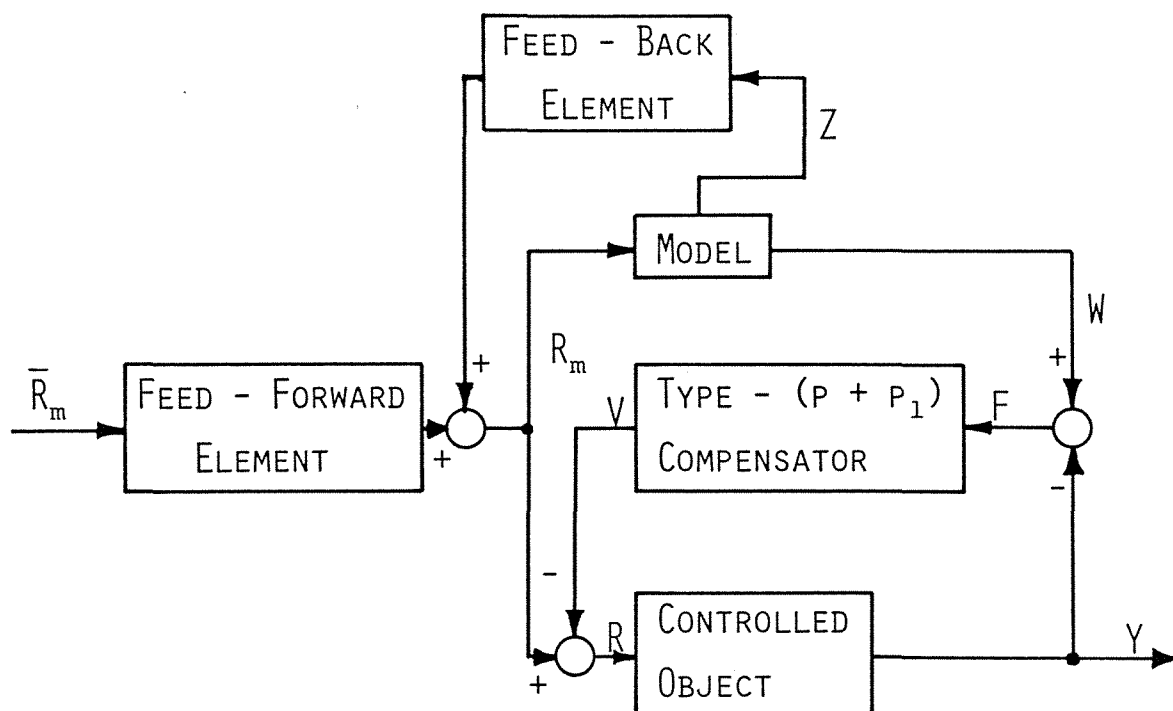 FEED - BACK
ELEMENT
Z
MODEL
W
+
+
R̅m
FEED - FORWARD
ELEMENT
+
Rm
V
TYPE - (P + P1)
COMPENSATOR
F
-
-
+
R
CONTROLLED
OBJECT
Y